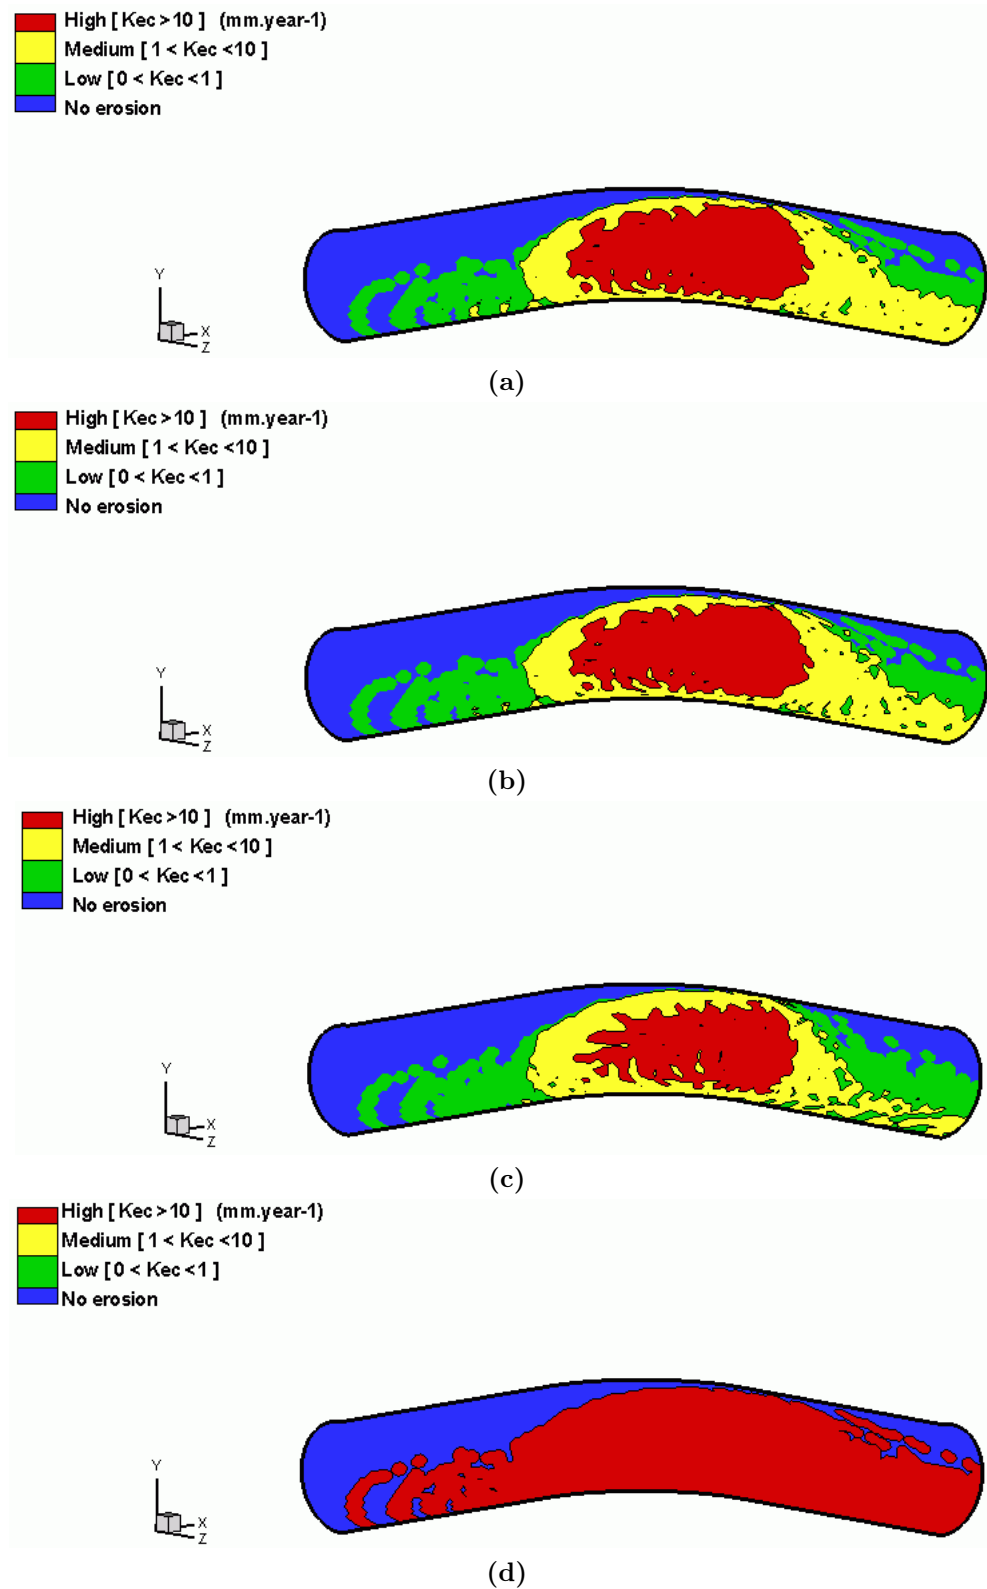 High [ Kec >10 ] (mm.year-1)
Medium [ 1 < Kec <10 ]
Low [ 0 < Kec <1 ]
No erosion
Y
X
Z
(a)
High [ Kec >10 ] (mm.year-1)
Medium [ 1 < Kec <10 ]
Low [ 0 < Kec <1 ]
No erosion
Y
X
Z
(b)
High [ Kec >10 ] (mm.year-1)
Medium [ 1 < Kec <10 ]
Low [0 < Kec <1 ]
No erosion
Y
X
Z
(c)
High [ Kec >10 ] (mm.year-1)
Medium [ 1 < Kec <10 ]
Low [ 0 < Kec <1 ]
No erosion
Y
X
Z
(d)